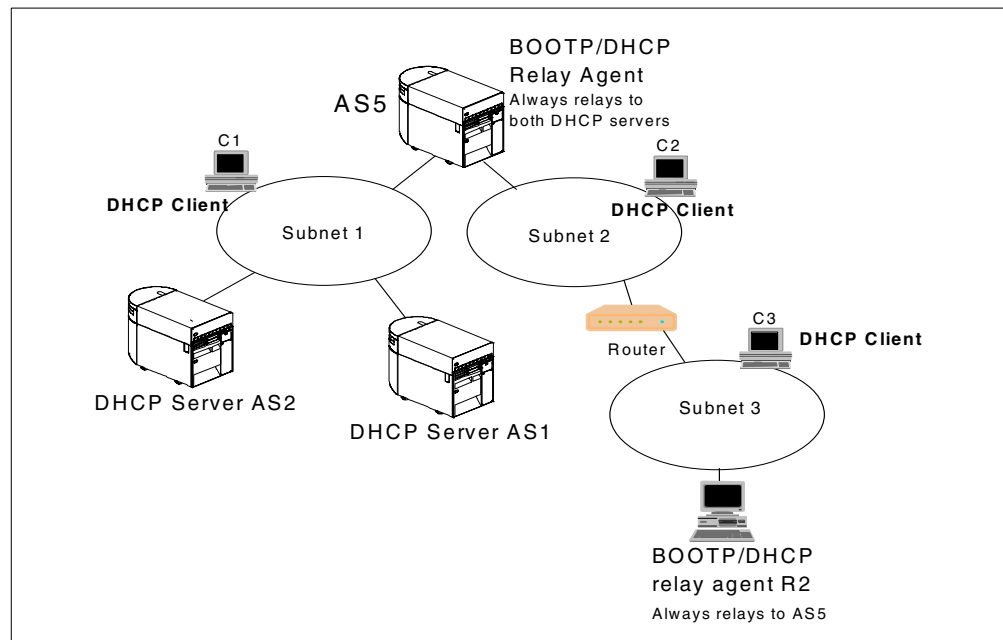 BOOTP/DHCP
Relay Agent
Always relays to
both DHCP servers
AS5
C1
DHCP Client
C2
DHCP Client
Subnet 1
Subnet 2
DHCP Server AS2
DHCP Server AS1
Router
C3
DHCP Client
Subnet 3
BOOTP/DHCP
relay agent R2
Always relays to AS5